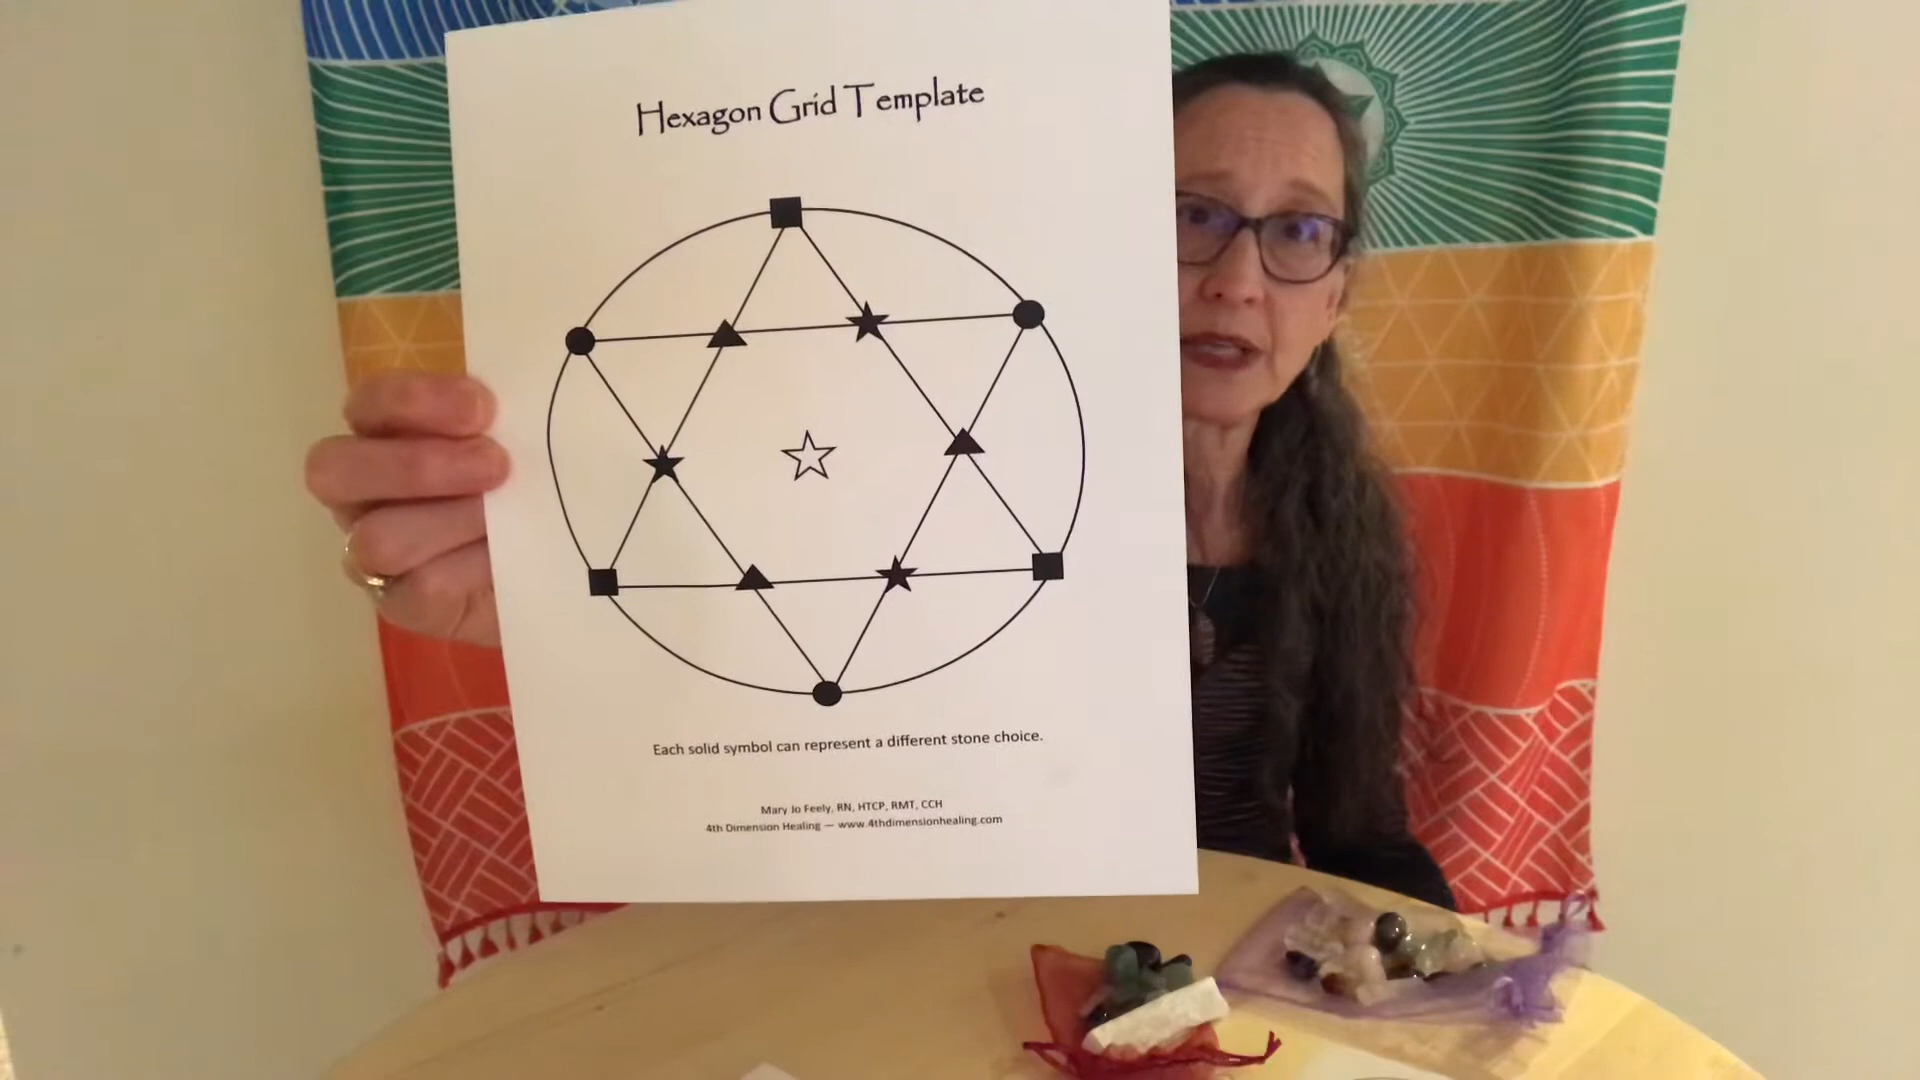 Hexagon Grid Template
Each solid symbol can represent a different stone choice.
Mary Jo Feely, RN, HTCP, RMT, CCH
4th Dimension Healing — www.4thdimensionhealing.com